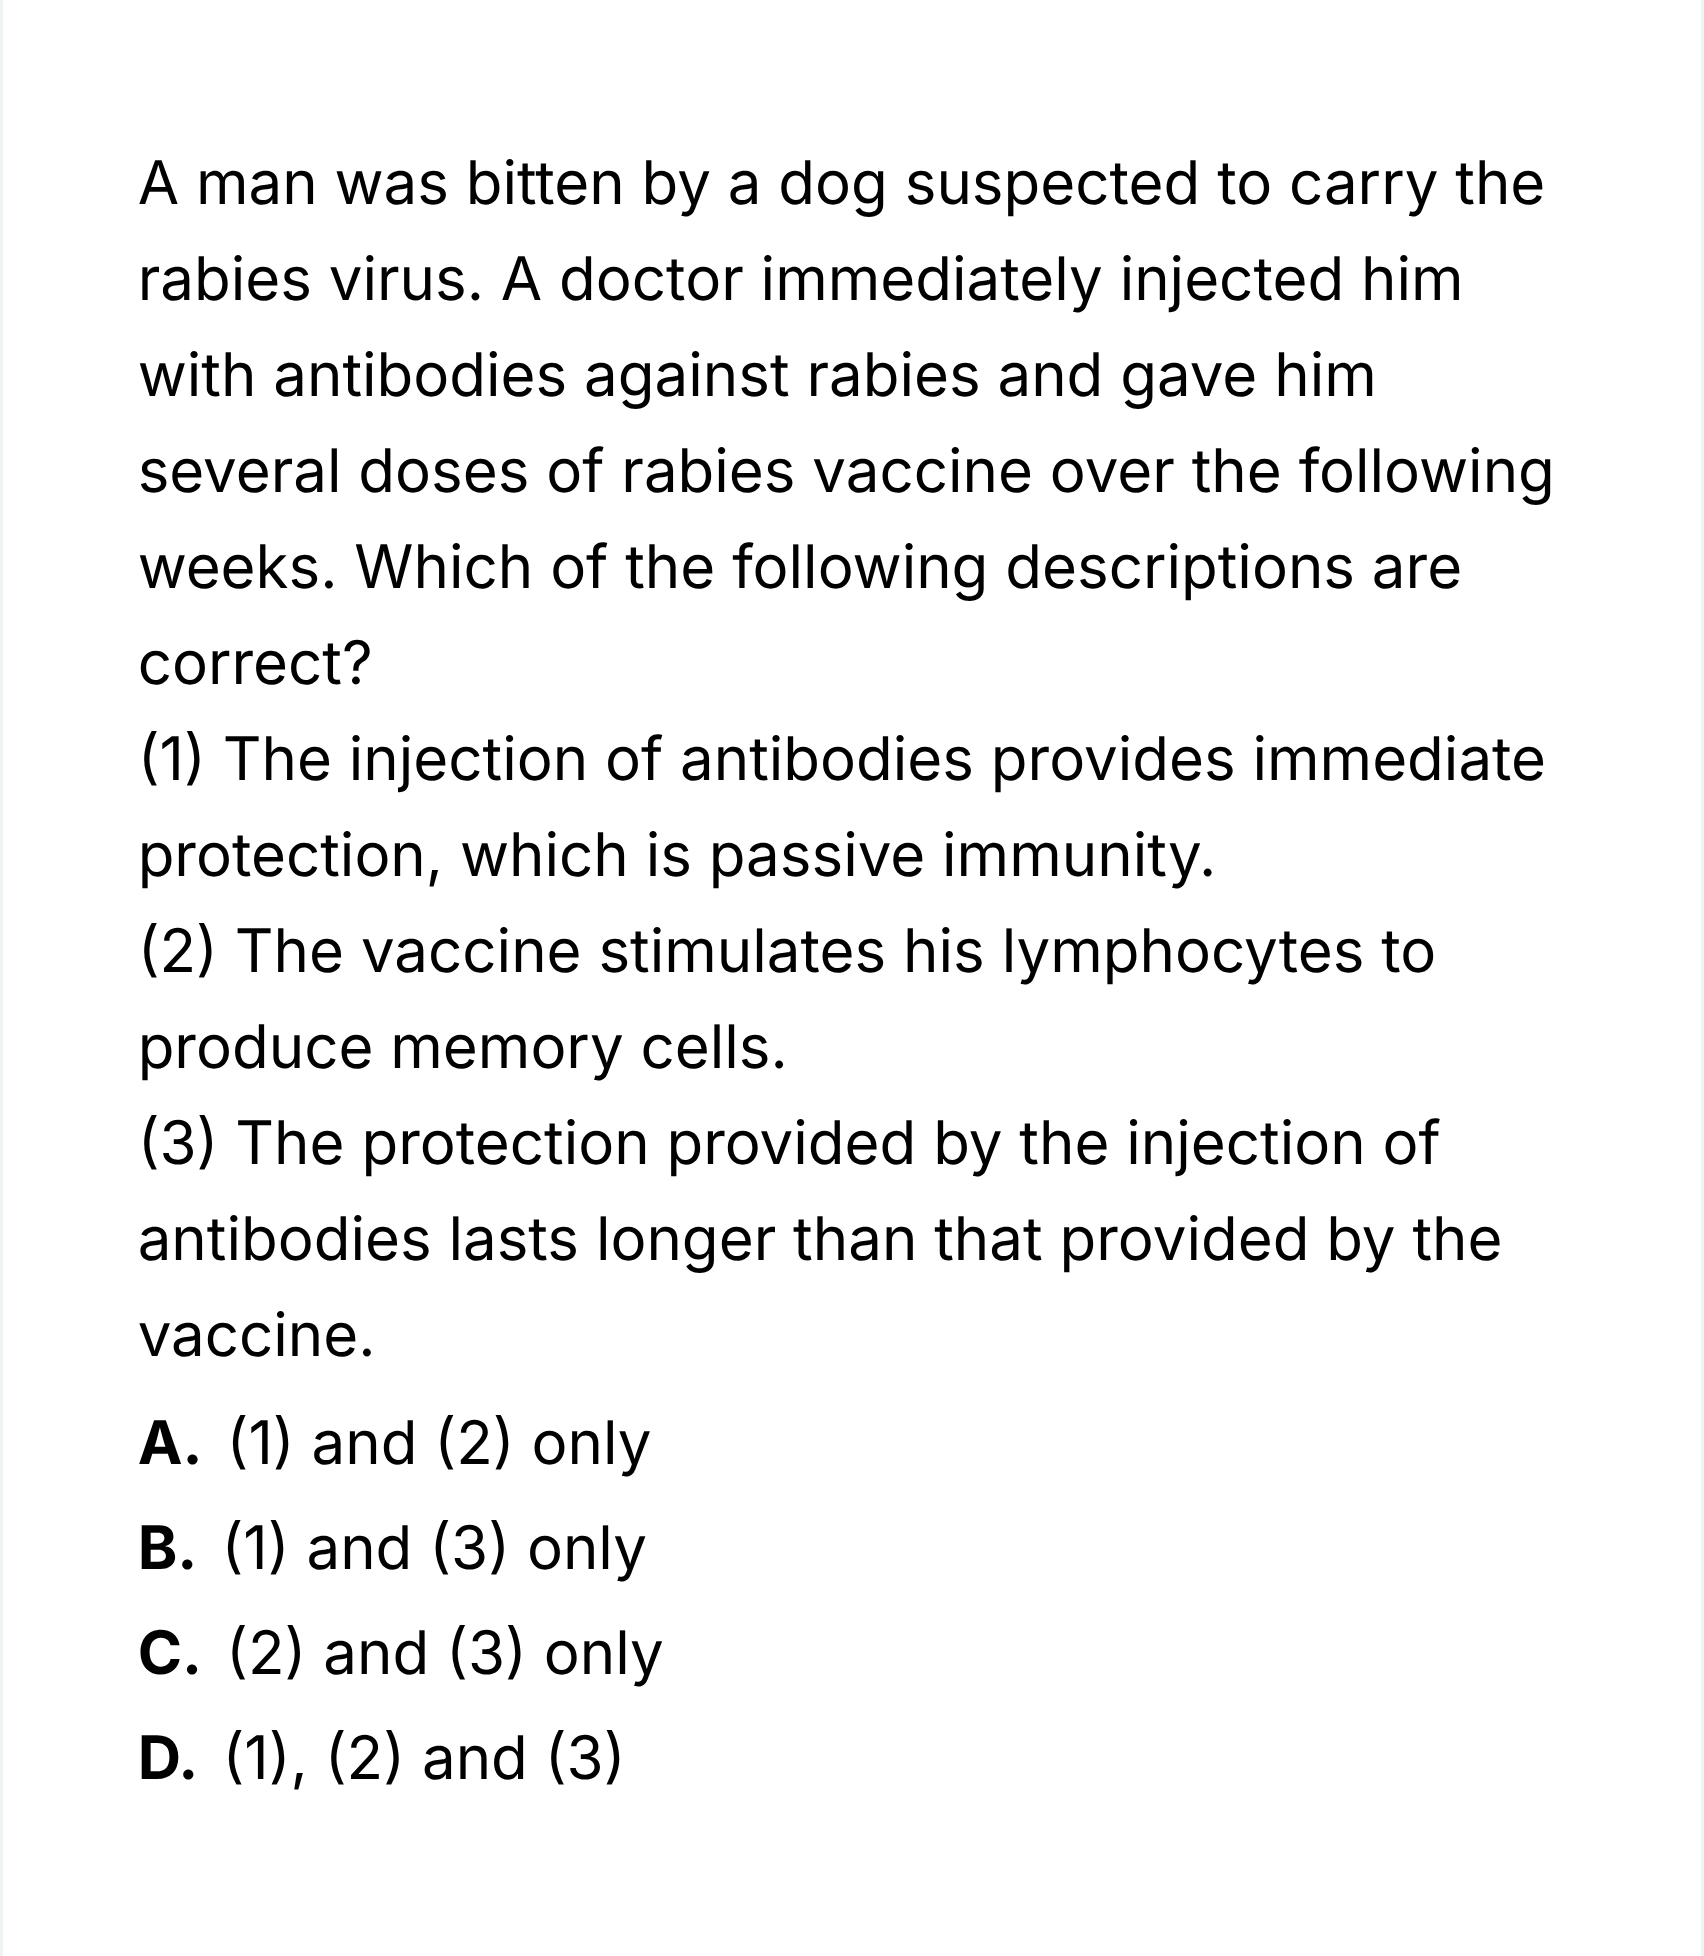 A man was bitten by a dog suspected to carry the
rabies virus. A doctor immediately injected him
with antibodies against rabies and gave him
several doses of rabies vaccine over the following
weeks. Which of the following descriptions are
correct?
(1) The injection of antibodies provides immediate
protection, which is passive immunity.
(2) The vaccine stimulates his lymphocytes to
produce memory cells.
(3) The protection provided by the injection of
antibodies lasts longer than that provided by the
vaccine.
A. (1) and (2) only
B. (1) and (3) only
C. (2) and (3) only
D. (1), (2) and (3)